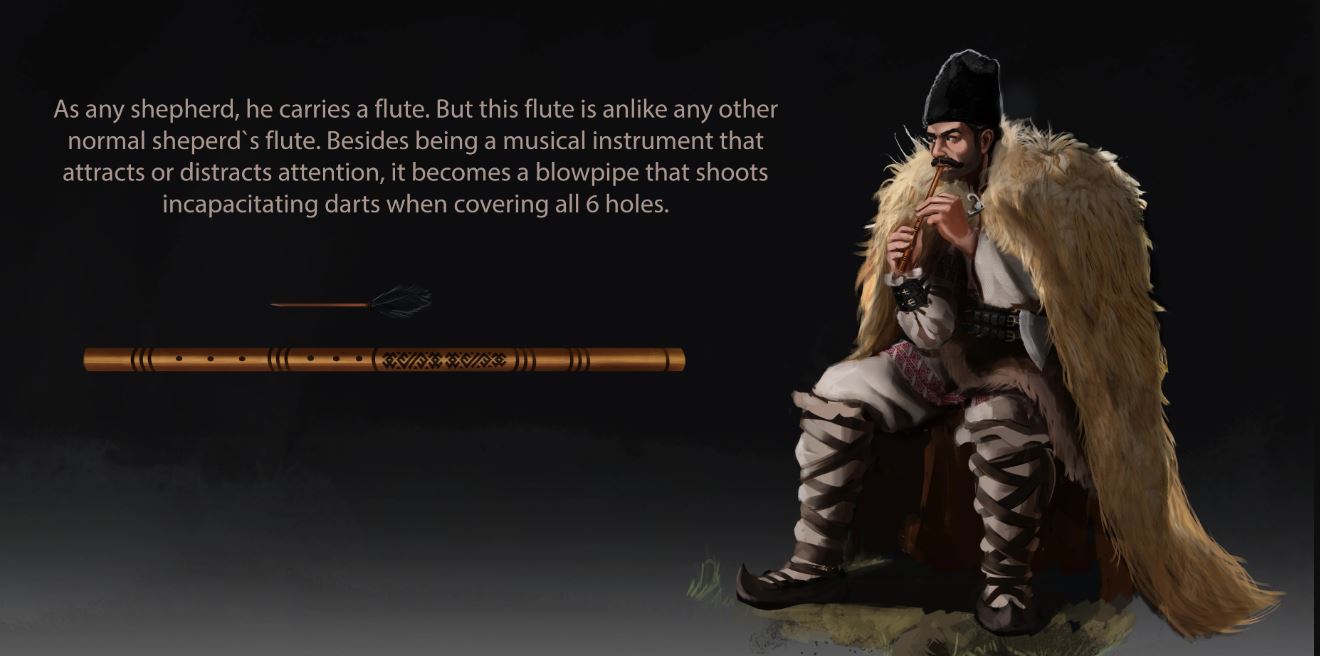 As any shepherd, he carries a flute. But this flute is anlike any other
normal sheperd`s flute. Besides being a musical instrument that
attracts or distracts attention, it becomes a blowpipe that shoots
incapacitating darts when covering all 6 holes.